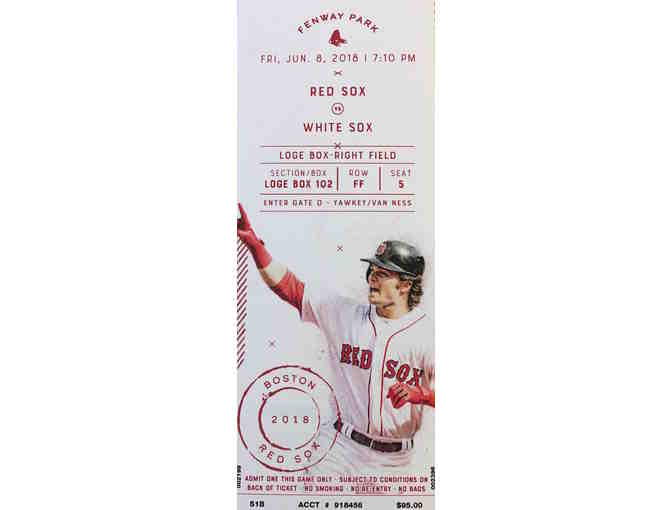 FENWAY PARK
FRI, JUN. 8, 2018 | 7:10 PM
RED SOX
VS
WHITE SOX
LOGE BOX-RIGHT FIELD
SECTION/BOX ROW SEAT
LOGE BOX 102 FF 5
ENTER GATE D - YAWKEY/VAN NESS
RED SOX
BOSTON
2018
RED SOX
ADMIT ONE THIS GAME ONLY · SUBJECT TO CONDITIONS ON
BACK OF TICKET · NO SMOKING · NO RE-ENTRY · NO BAGS
S1B ACCT # 918456 $95.00